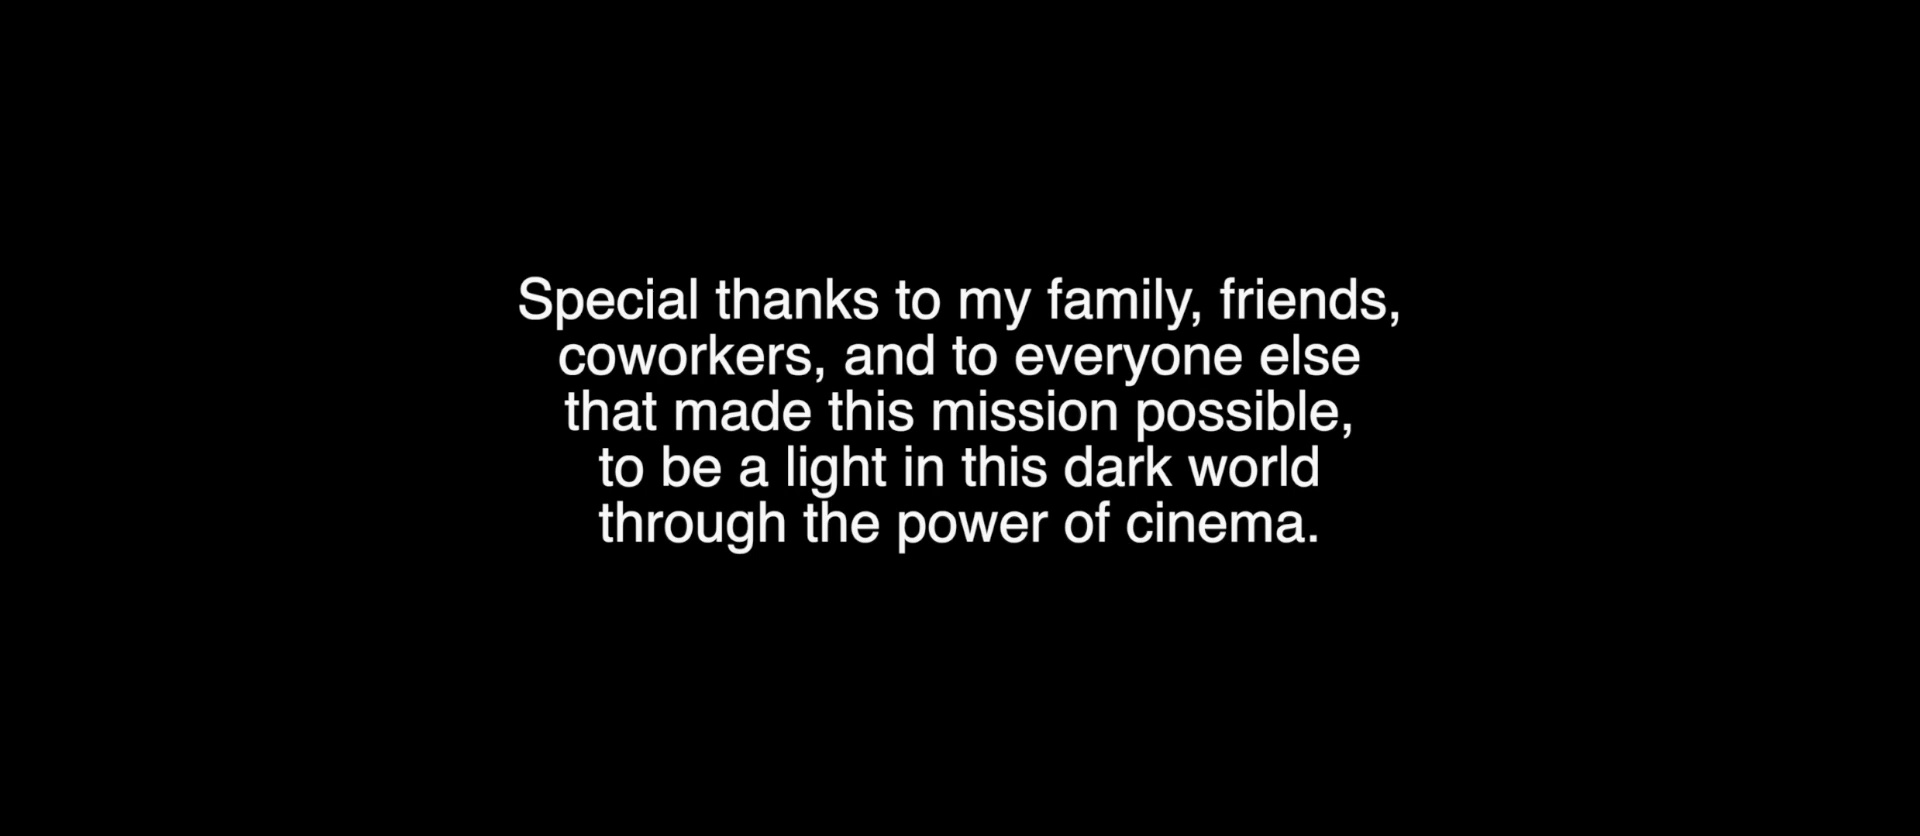 Special thanks to my family, friends,
coworkers, and to everyone else
that made this mission possible,
to be a light in this dark world
through the power of cinema.